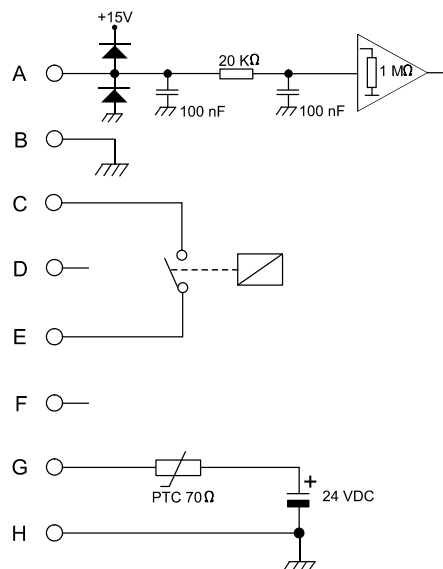 +15V
A
20 KΩ
1 MΩ
100 nF
100 nF
B
C
D
E
F
G
PTC 70Ω
+
24 VDC
H